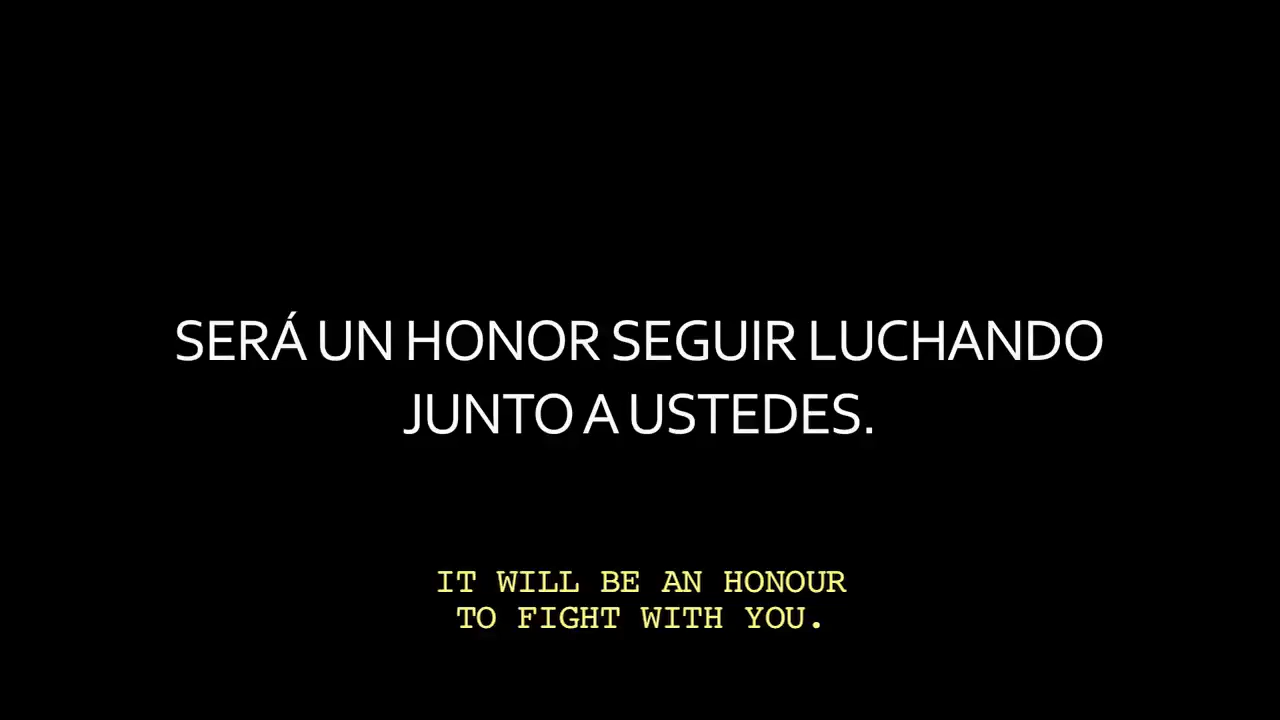 SERÁ UN HONOR SEGUIR LUCHANDO
JUNTO A USTEDES.
IT WILL BE AN HONOUR
TO FIGHT WITH YOU.